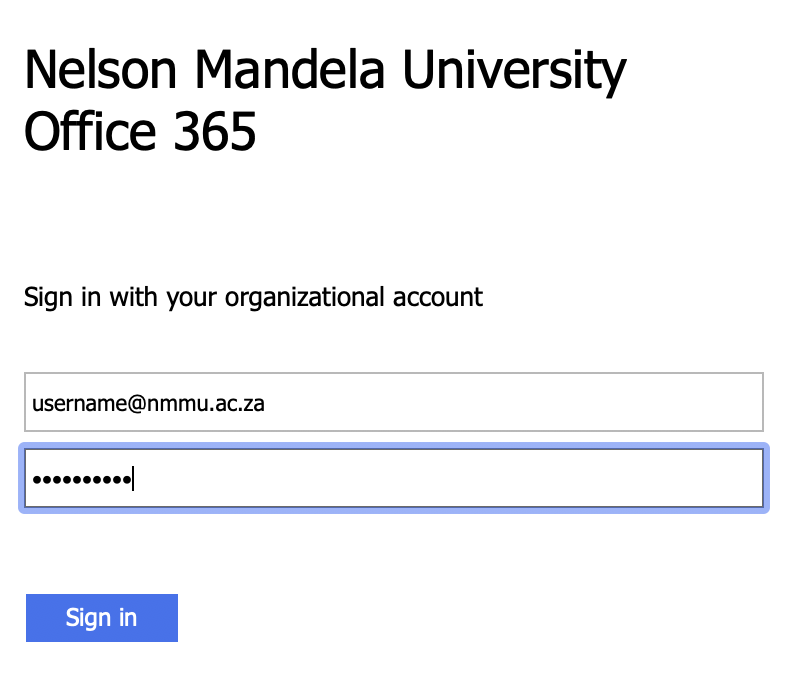 Nelson Mandela University
Office 365
Sign in with your organizational account
username@nmmu.ac.za
••••••••••
Sign in